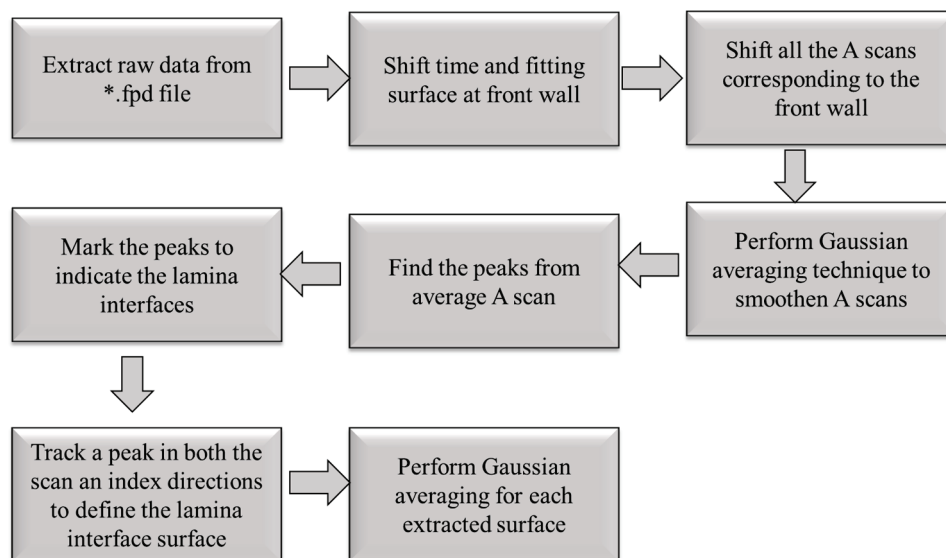 Extract raw data from
*.fpd file
Shift time and fitting
surface at front wall
Shift all the A scans
corresponding to the
front wall
Perform Gaussian
averaging technique to
smoothen A scans
Find the peaks from
average A scan
Mark the peaks to
indicate the lamina
interfaces
Track a peak in both the
scan an index directions
to define the lamina
interface surface
Perform Gaussian
averaging for each
extracted surface